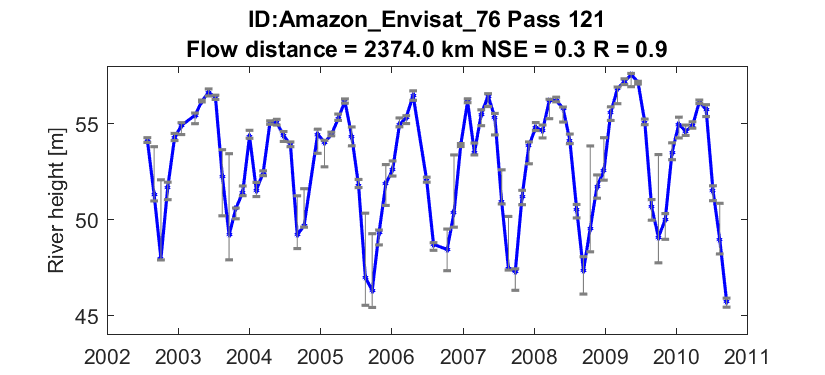 ID:Amazon_Envisat_76 Pass 121
Flow distance = 2374.0 km NSE = 0.3 R = 0.9
River height [m]
55
50
45
2002 2003 2004 2005 2006 2007 2008 2009 2010 2011